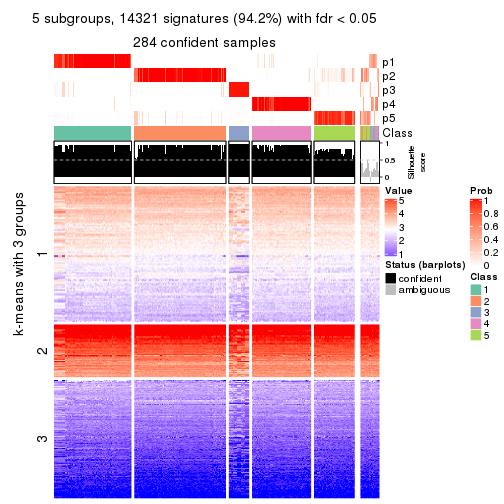 5 subgroups, 14321 signatures (94.2%) with fdr < 0.05
284 confident samples
p1
p2
p3
p4
p5
Class
1
0.5
0
Silhouette
score
k-means with 3 groups
1
2
3
Value
5
4
3
2
1
Status (barplots)
confident
ambiguous
Prob
1
0.8
0.6
0.4
0.2
0
Class
1
2
3
4
5